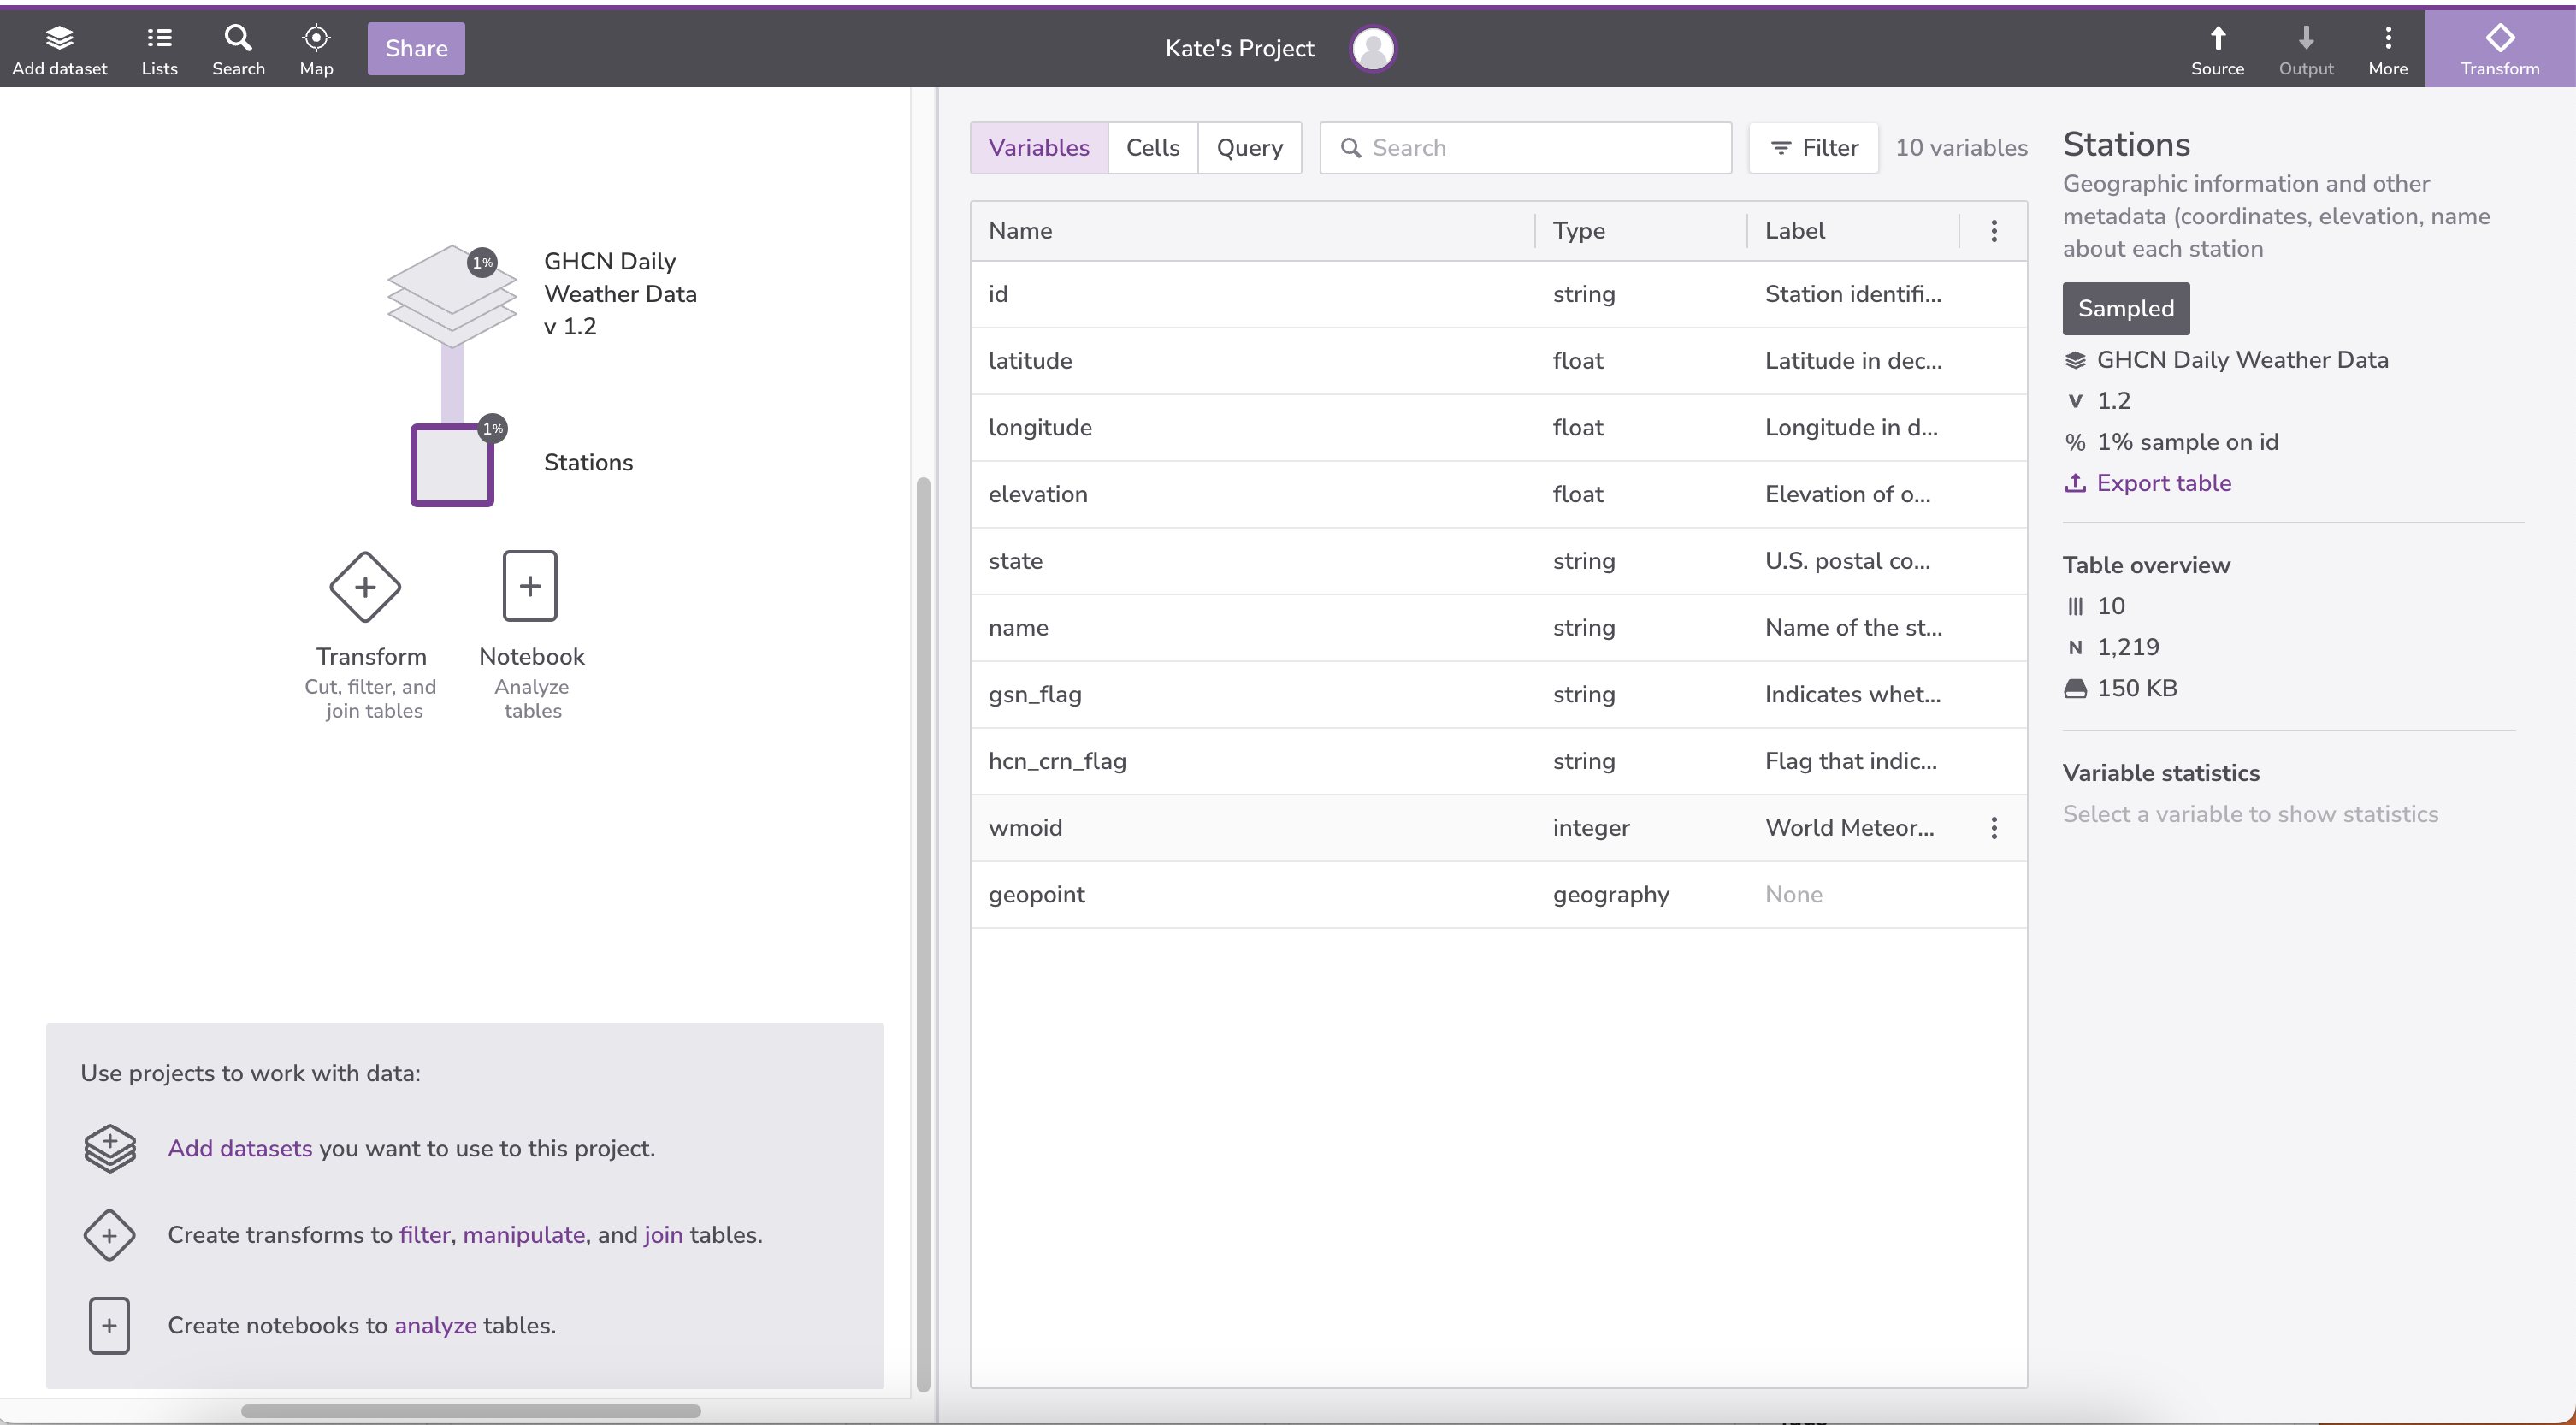 Add dataset
Lists
Search
Map
Share
Kate's Project
Source
Output
More
Transform
1%
GHCN Daily
Weather Data
v 1.2
1%
Stations
Transform
Cut, filter, and
join tables
Notebook
Analyze
tables
Use projects to work with data:
Add datasets you want to use to this project.
Create transforms to filter, manipulate, and join tables.
Create notebooks to analyze tables.
Variables Cells Query
Search
Filter
10 variables
Name Type Label
id string Station identifi...
latitude float Latitude in dec...
longitude float Longitude in d...
elevation float Elevation of o...
state string U.S. postal co...
name string Name of the st...
gsn_flag string Indicates whet...
hcn_crn_flag string Flag that indic...
wmoid integer World Meteor...
geopoint geography None
Stations
Geographic information and other
metadata (coordinates, elevation, name
about each station
Sampled
GHCN Daily Weather Data
v 1.2
% 1% sample on id
Export table
Table overview
10
N 1,219
150 KB
Variable statistics
Select a variable to show statistics